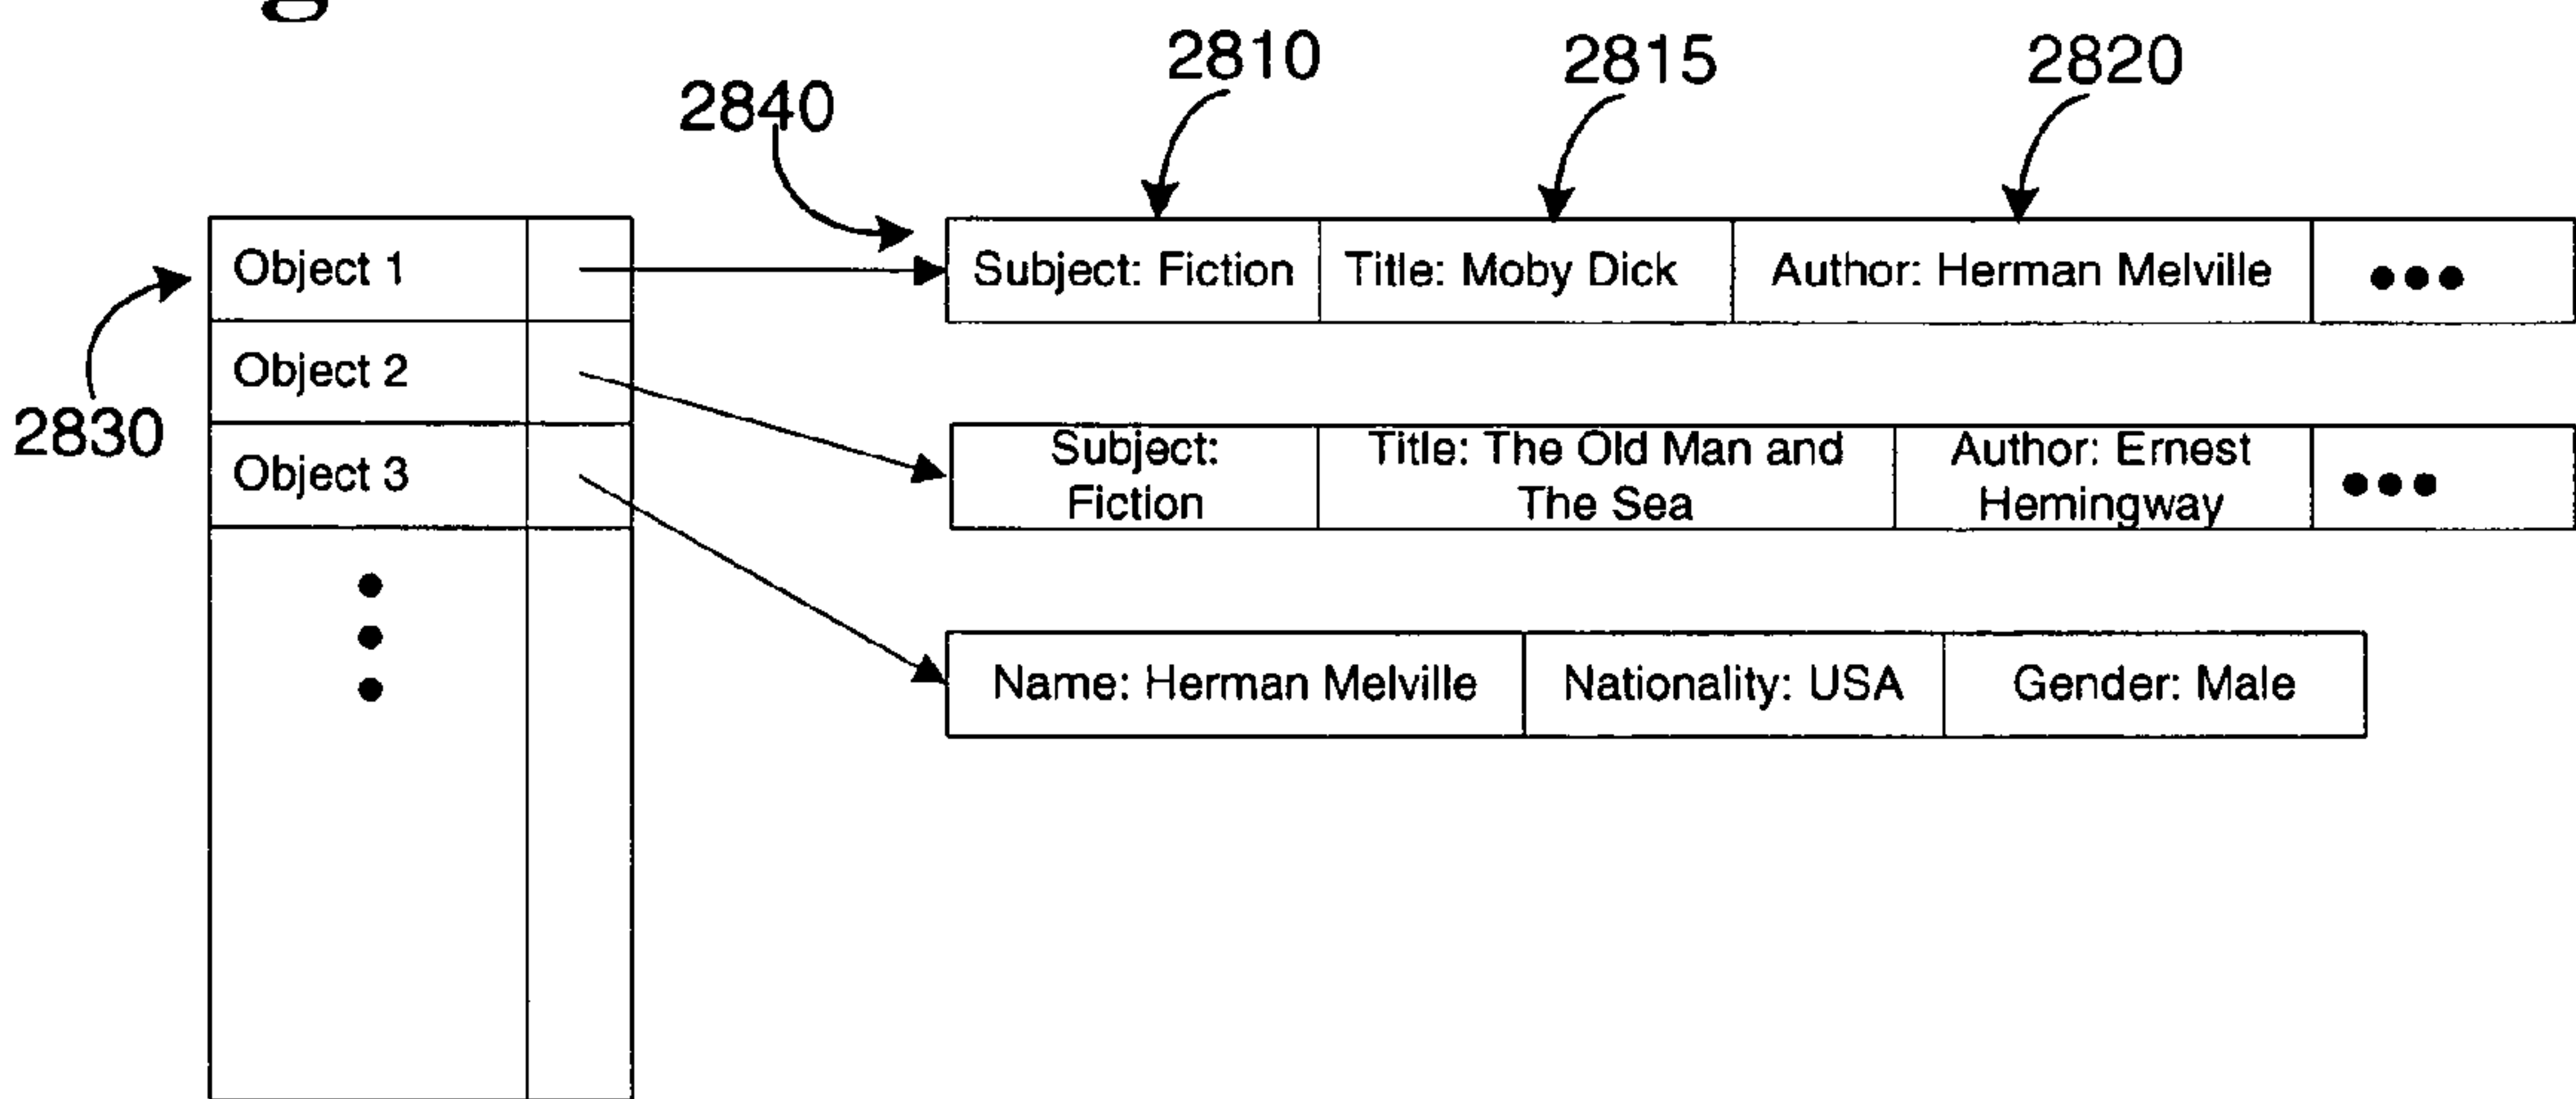 2810
2815
2820
2840
Object 1
Subject: Fiction
Title: Moby Dick
Author: Herman Melville
Object 2
2830
Subject:
Fiction
Title: The Old Man and
The Sea
Author: Ernest
Hemingway
Object 3
Name: Herman Melville
Nationality: USA
Gender: Male